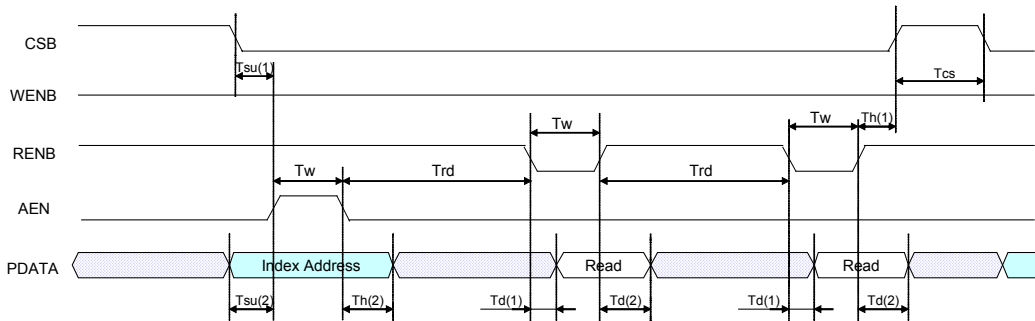 CSB
Tsu(1)
Tcs
WENB
Tw
Tw
Th(1)
RENB
Tw
Trd
Trd
AEN
PDATA
Index Address
Read
Read
Tsu(2)
Th(2)
Td(1)
Td(2)
Td(1)
Td(2)